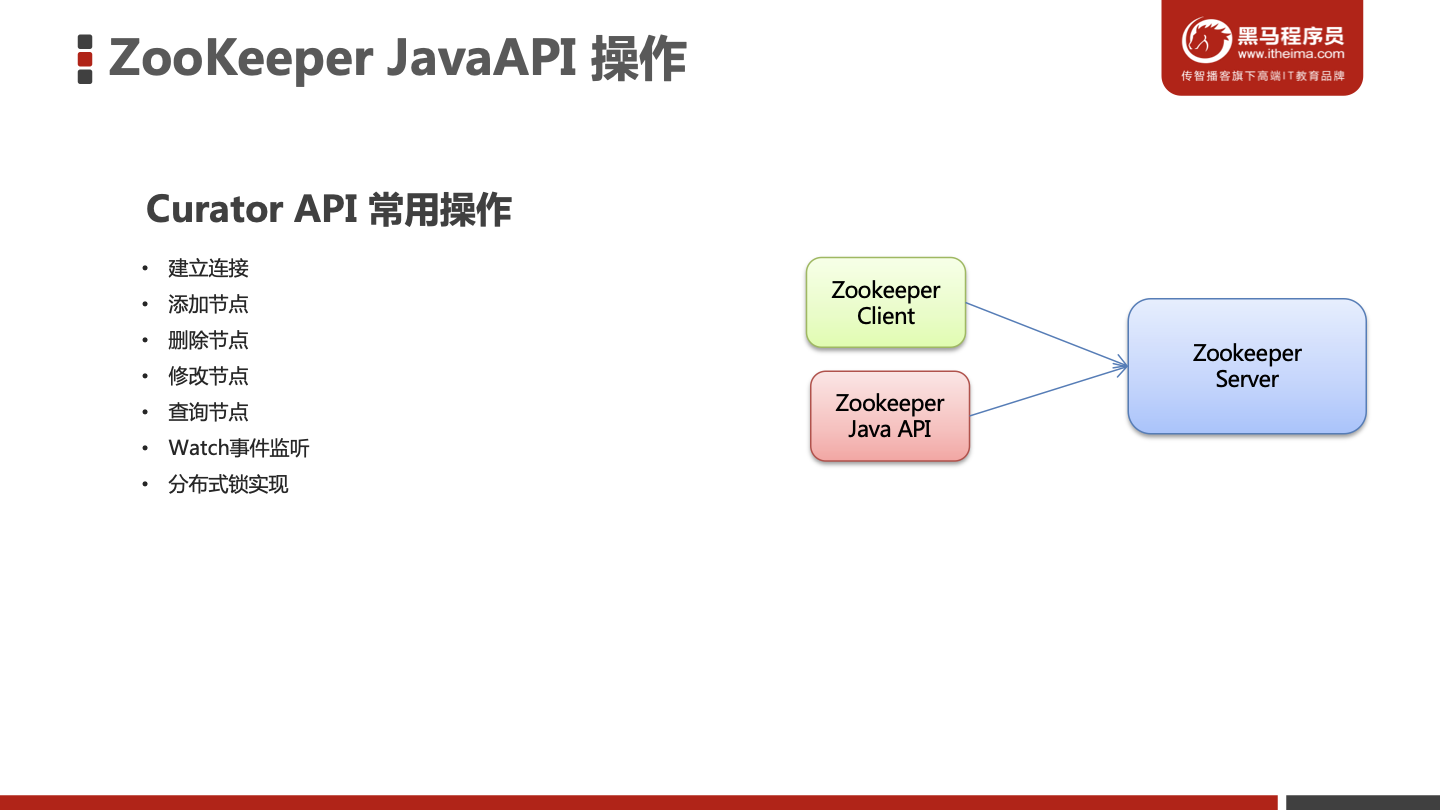 ZooKeeper JavaAPI 操作
黑马程序员
www.itheima.com
传智播客旗下高端IT教育品牌
Curator API 常用操作
• 建立连接
• 添加节点
• 删除节点
• 修改节点
• 查询节点
• Watch事件监听
• 分布式锁实现
Zookeeper
Client
Zookeeper
Java API
Zookeeper
Server